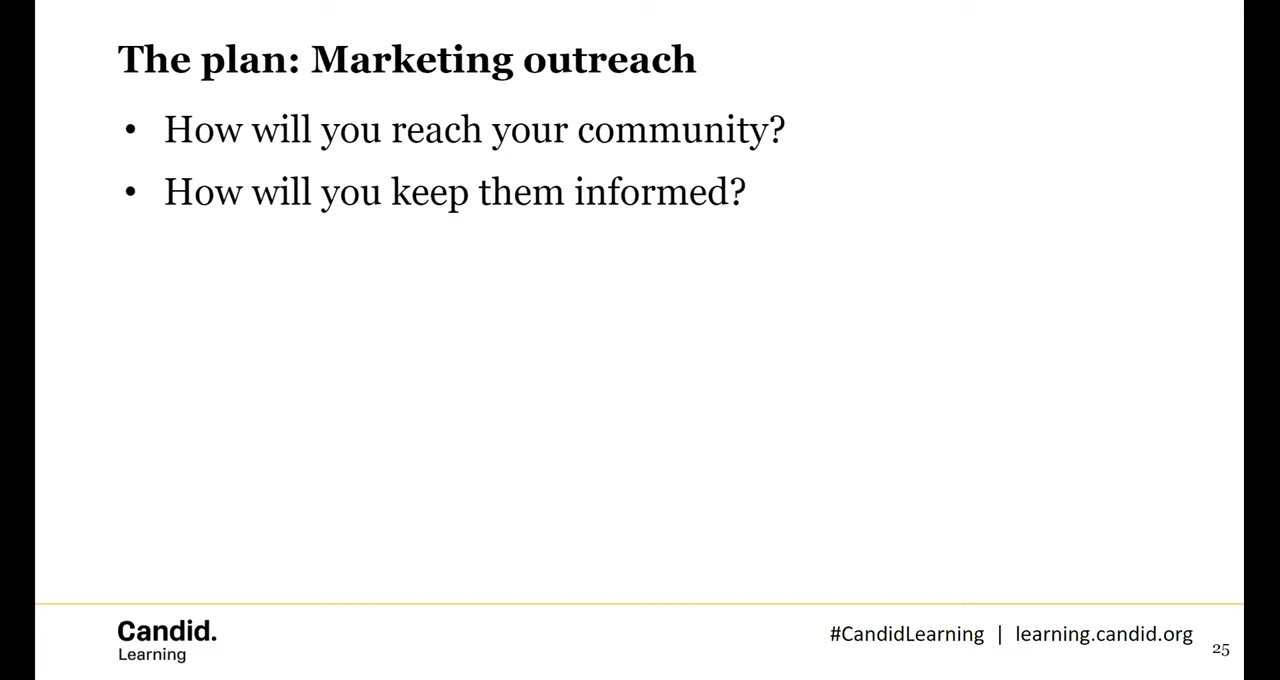 The plan: Marketing outreach
• How will you reach your community?
• How will you keep them informed?
Candid.
Learning
#CandidLearning | learning.candid.org
25